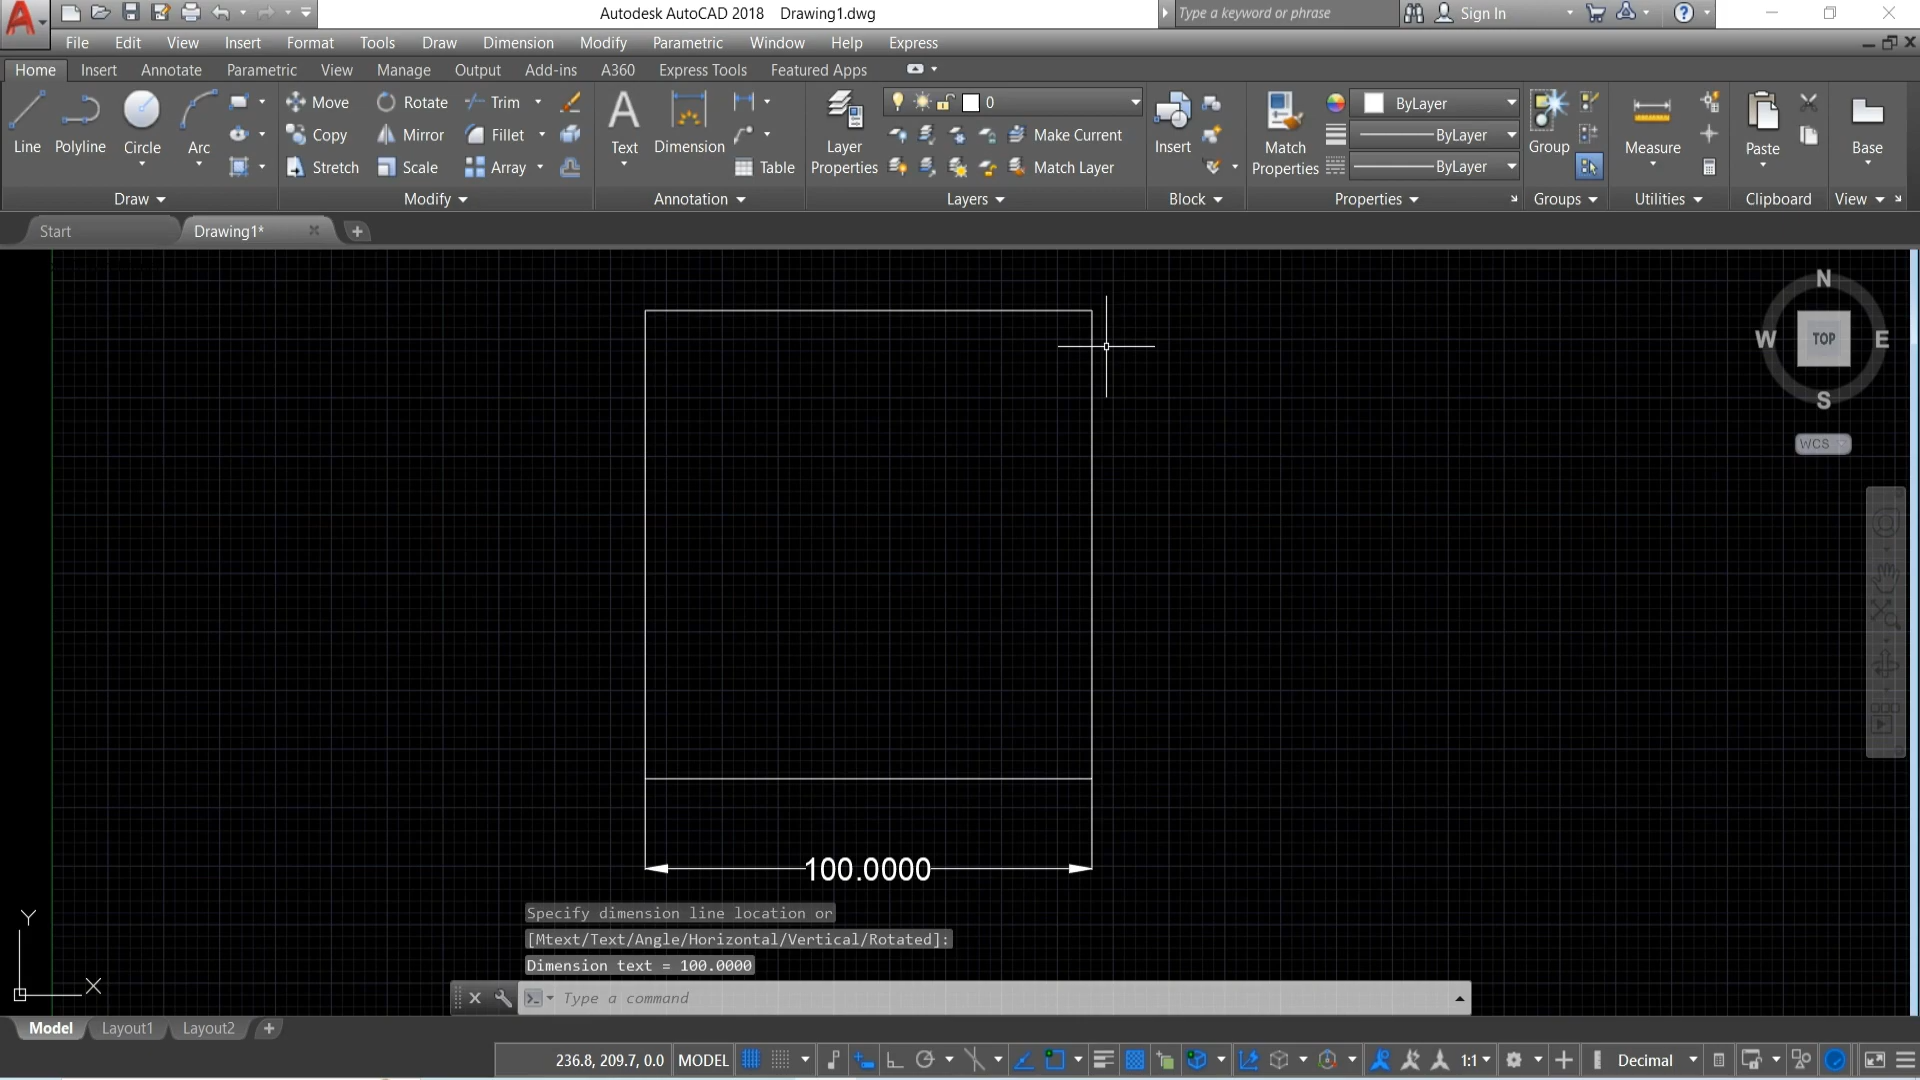 Autodesk AutoCAD 2018 Drawing1.dwg
Type a keyword or phrase
Sign In
File Edit View Insert Format Tools Draw Dimension Modify Parametric Window Help Express
Home Insert Annotate Parametric View Manage Output Add-ins A360 Express Tools Featured Apps
Line Polyline Circle Arc
Draw
Move Rotate Trim
Copy Mirror Fillet
Stretch Scale Array
Modify
Text Dimension Table
Annotation
Layer Properties
0
Make Current
Match Layer
Layers
Insert
Block
Match Properties
ByLayer
ByLayer
ByLayer
Properties
Group
Groups
Measure
Utilities
Paste
Clipboard
Base
View
Start Drawing1*
N
W TOP E
S
WCS
100.0000
Specify dimension line location or
[Mtext/Text/Angle/Horizontal/Vertical/Rotated]:
Dimension text = 100.0000
Type a command
Y
X
Model Layout1 Layout2
236.8, 209.7, 0.0 MODEL 1:1 Decimal